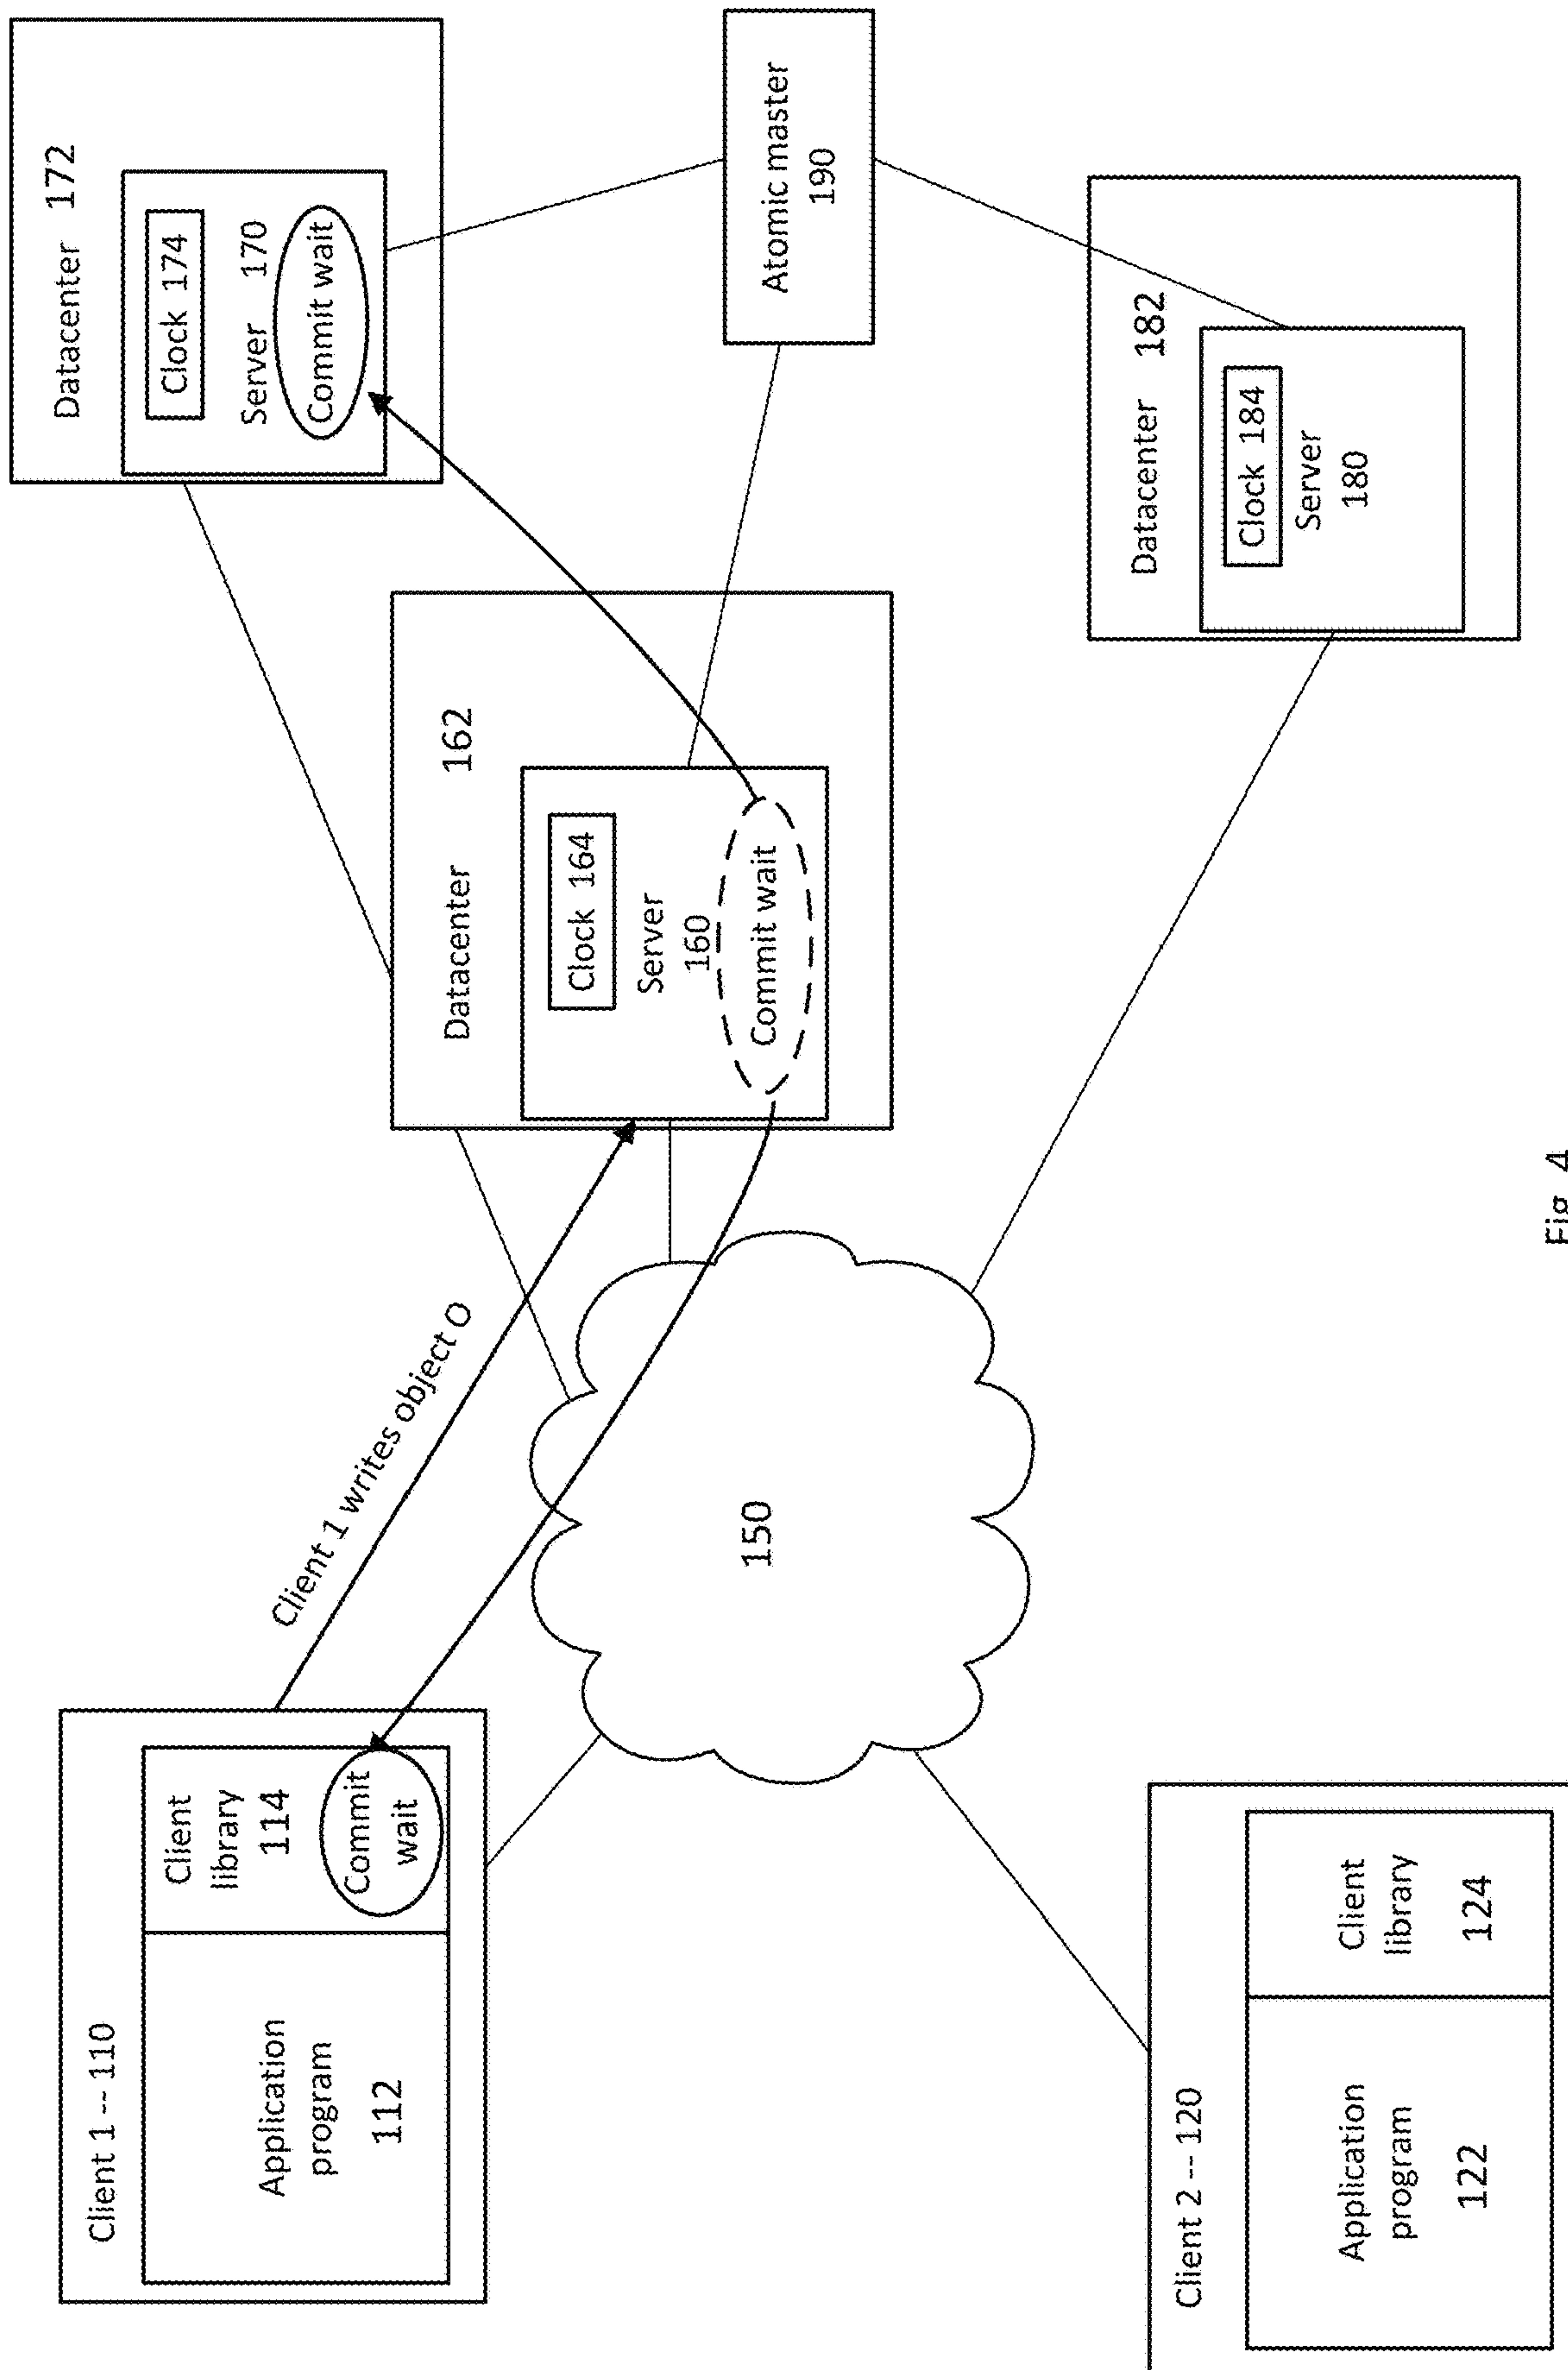 Client 1 -- 110
Application
program
112
Client
library
114
Commit
wait
Client 1 writes object O
Datacenter 162
Clock 164
Server
160
Commit wait
Datacenter 172
Clock 174
Server 170
Commit wait
150
Atomic master
190
Client 2 -- 120
Application
program
122
Client
library
124
Datacenter 182
Clock 184
Server
180
Fig. 4